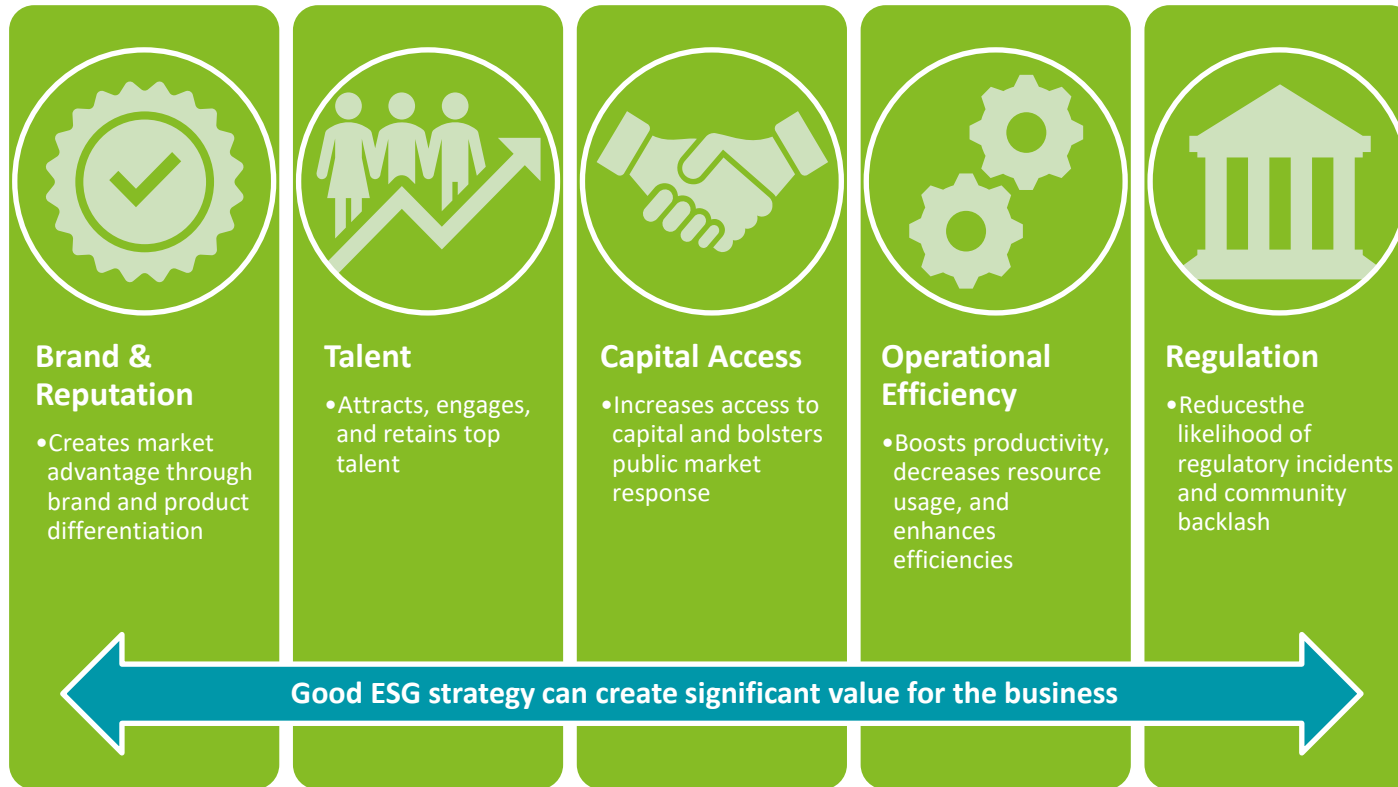 Brand &
Reputation
•Creates market
advantage through
brand and product
differentiation
Talent
•Attracts, engages,
and retains top
talent
Capital Access
•Increases access to
capital and bolsters
public market
response
Operational
Efficiency
•Boosts productivity,
decreases resource
usage, and
enhances
efficiencies
Regulation
•Reducesthe
likelihood of
regulatory incidents
and community
backlash
Good ESG strategy can create significant value for the business